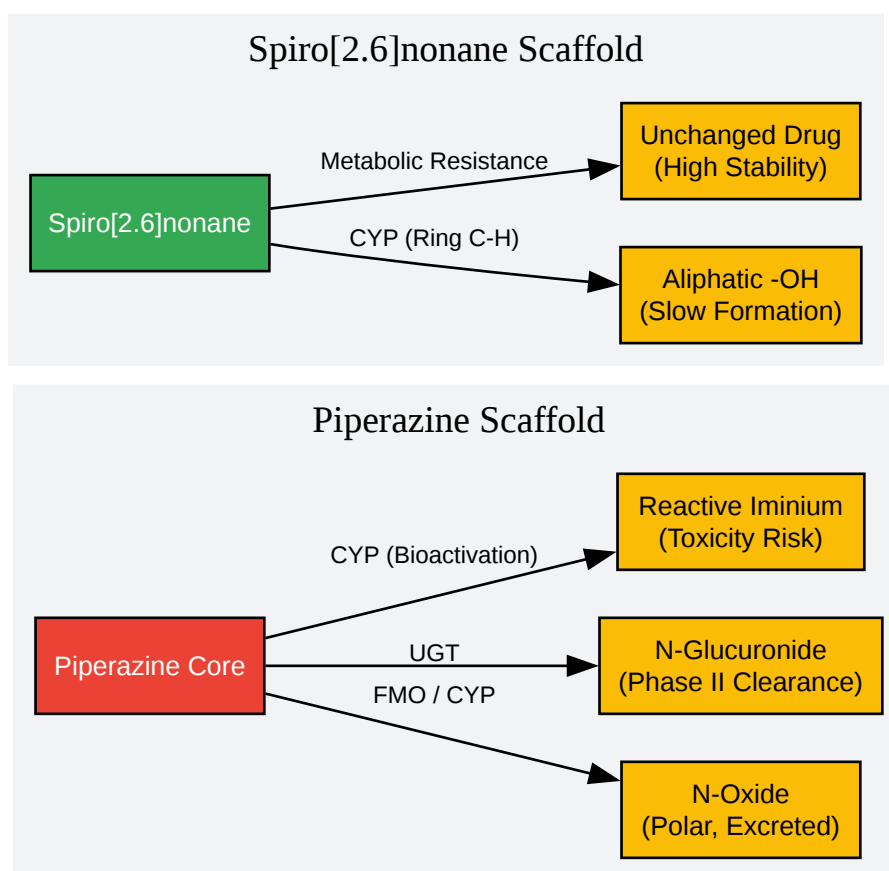 Spiro[2.6]nonane Scaffold
Unchanged Drug
(High Stability)
Metabolic Resistance
Spiro[2.6]nonane
CYP (Ring C-H)
Aliphatic -OH
(Slow Formation)
Piperazine Scaffold
Reactive Iminium
(Toxicity Risk)
CYP (Bioactivation)
Piperazine Core
UGT
N-Glucuronide
(Phase II Clearance)
FMO / CYP
N-Oxide
(Polar, Excreted)